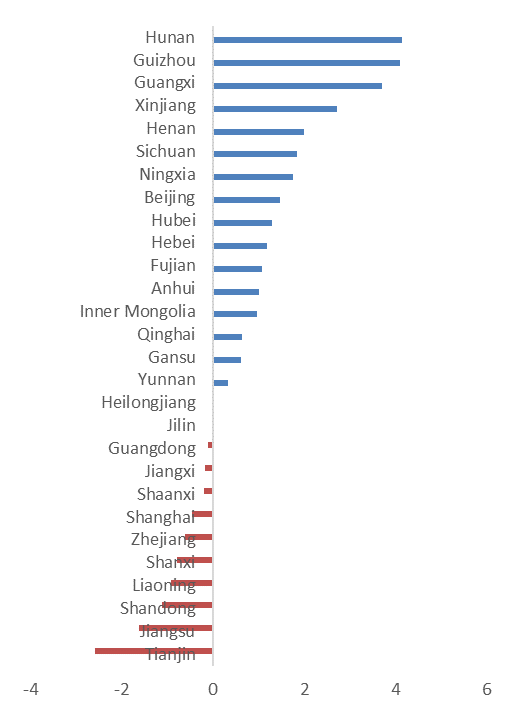 Hunan
Guizhou
Guangxi
Xinjiang
Henan
Sichuan
Ningxia
Beijing
Hubei
Hebei
Fujian
Anhui
Inner Mongolia
Qinghai
Gansu
Yunnan
Heilongjiang
Jilin
Guangdong
Jiangxi
Shaanxi
Shanghai
Zhejiang
Shanxi
Liaoning
Shandong
Jiangsu
Tianjin
-4 -2 0 2 4 6